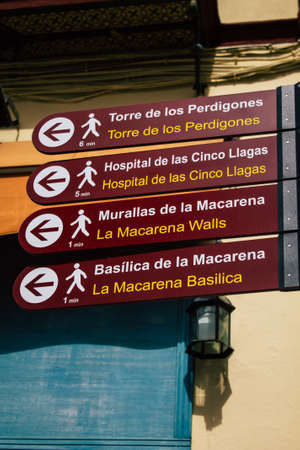 Torre de los Perdigones
Torre de los Perdigones
6 min
Hospital de las Cinco Llagas
Hospital de las Cinco Llagas
5 min
Murallas de la Macarena
La Macarena Walls
1 min
Basílica de la Macarena
La Macarena Basilica
1 min